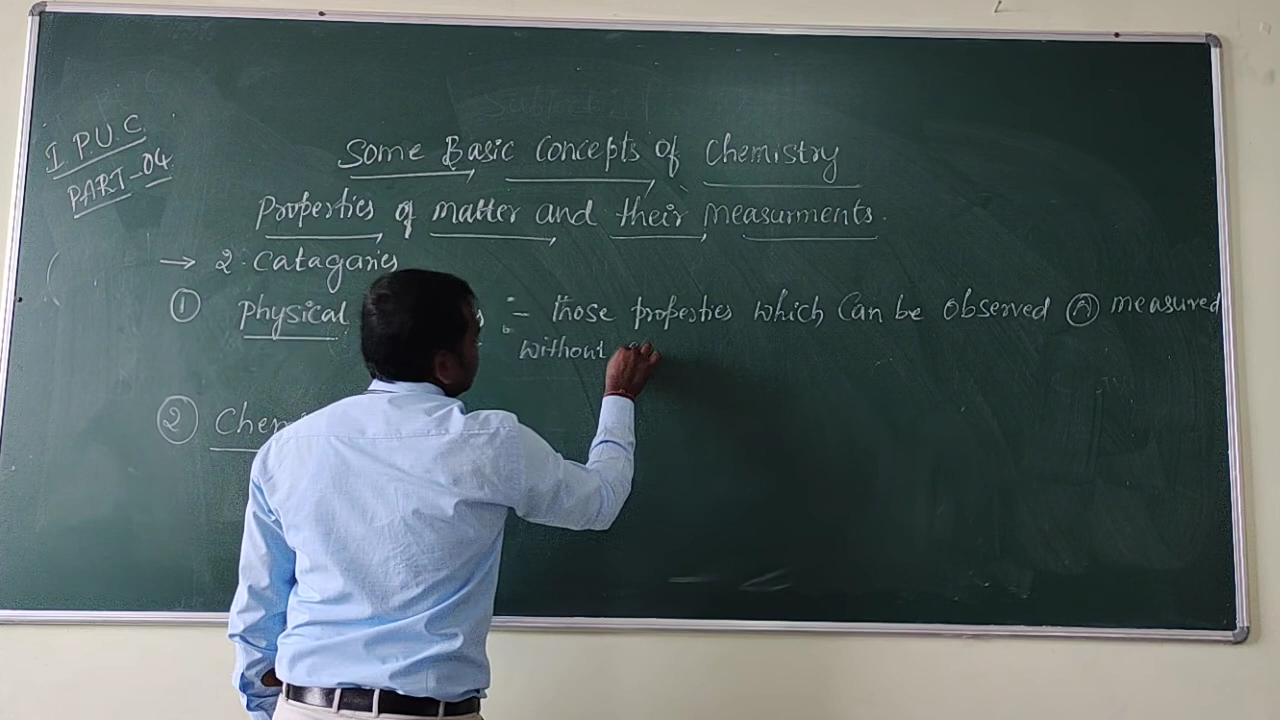 I P.U.C
PART-04
Some Basic Concepts of Chemistry
Properties of matter and their measurments.
→ 2. Catagaries
① Physical :- those properties which can be observed (or) measured
without
②